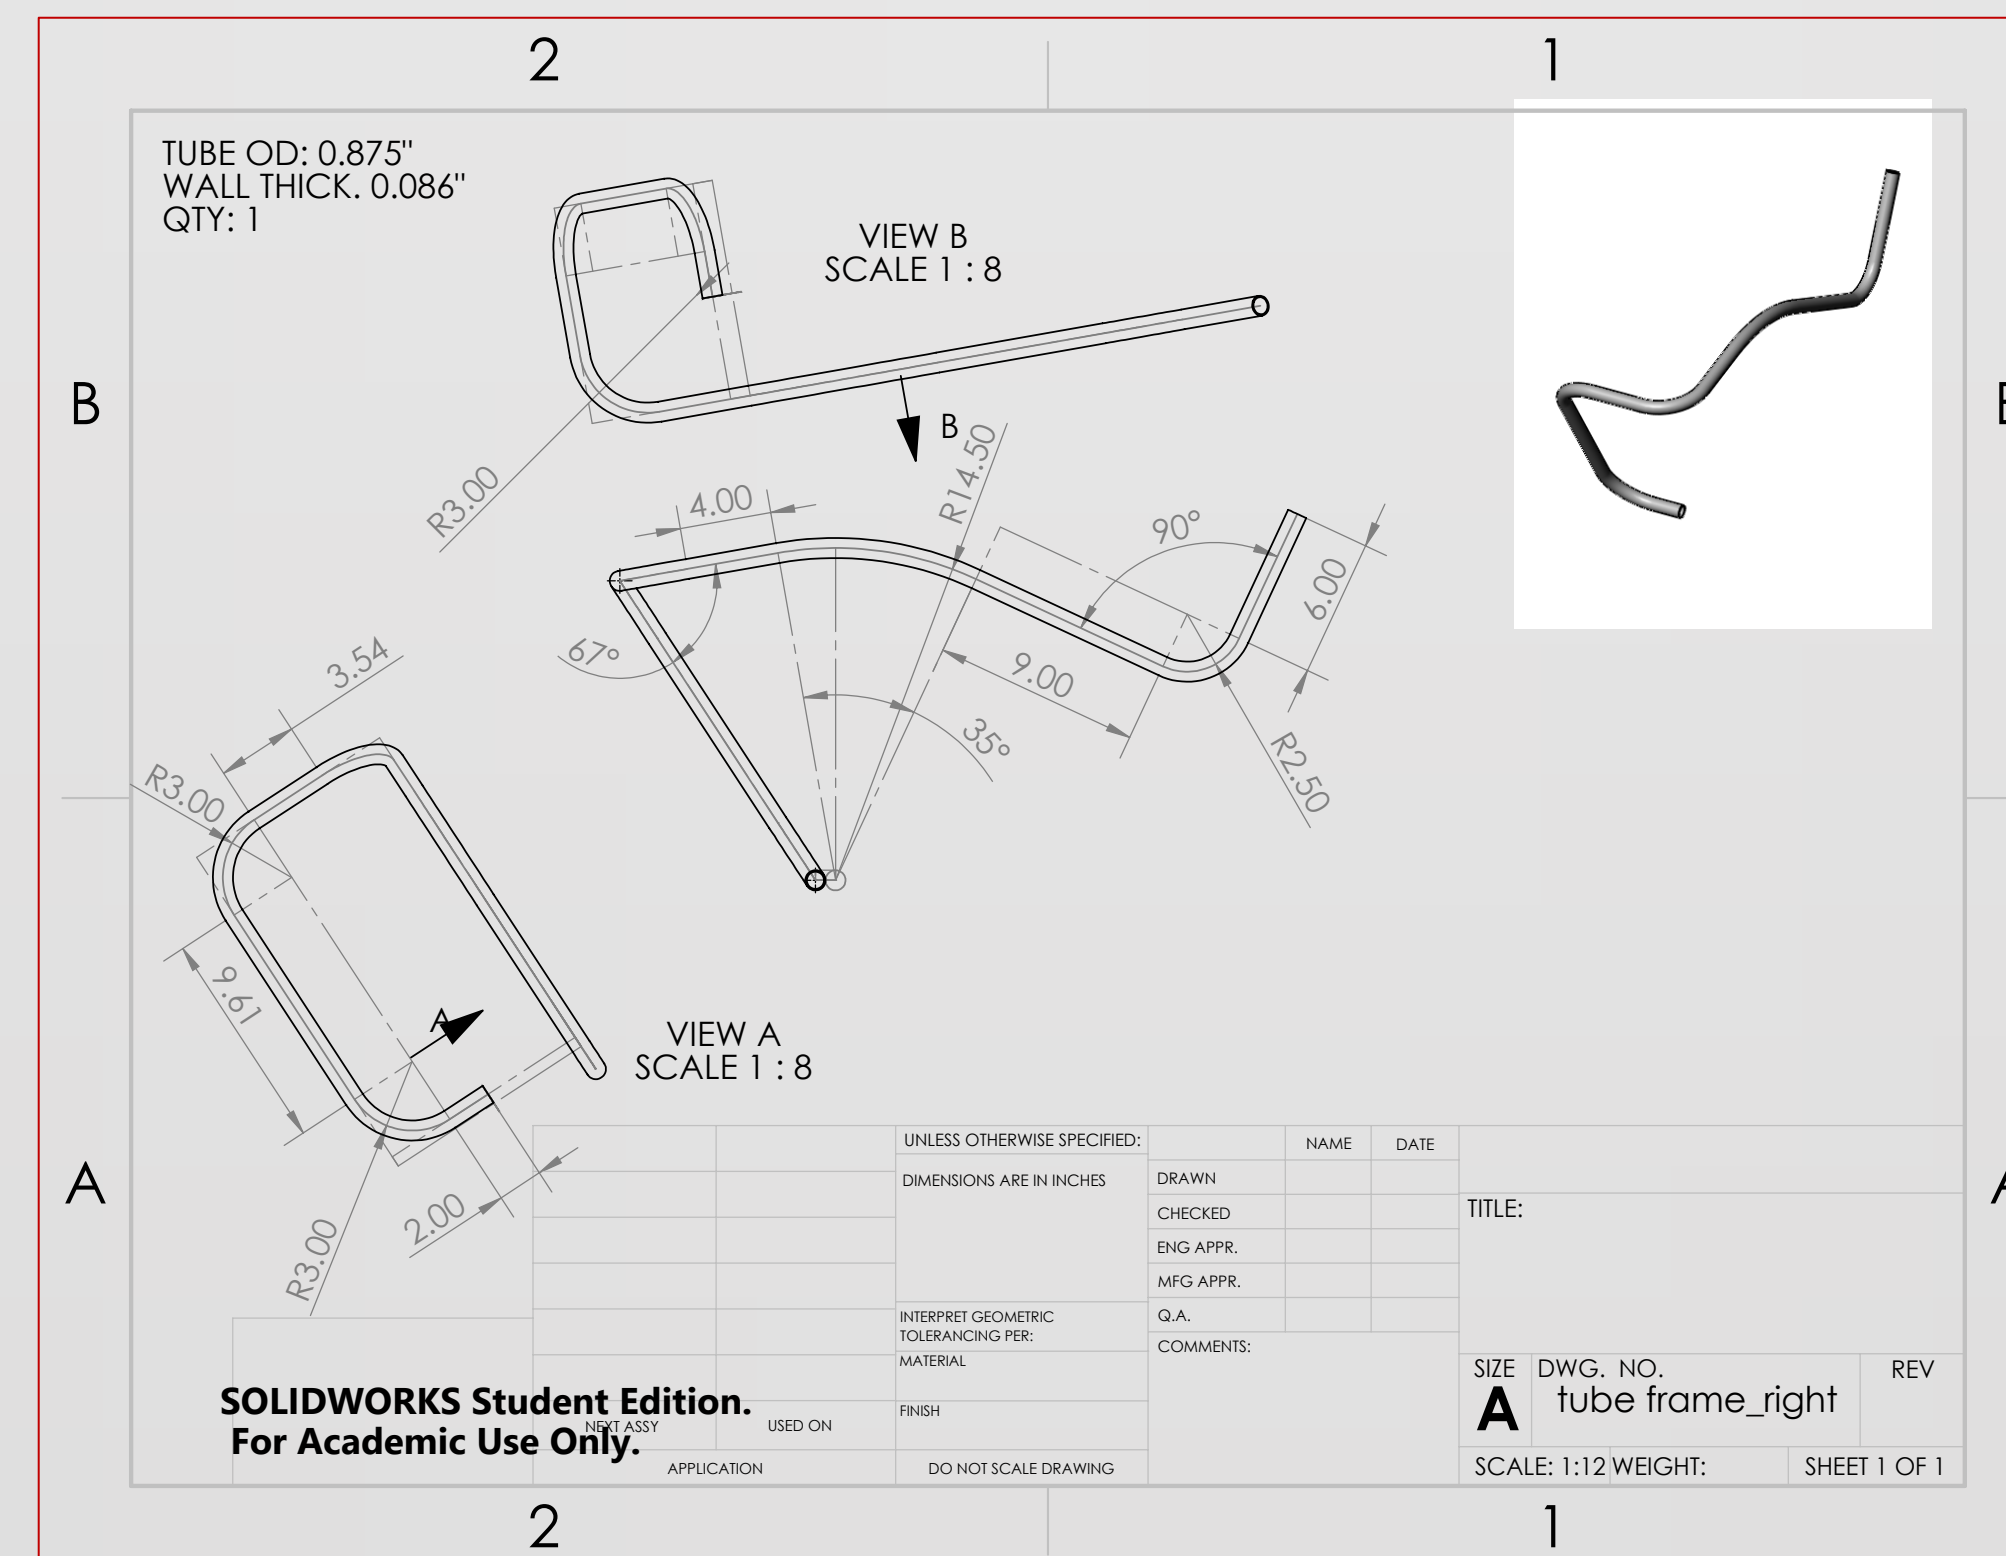 2
1
TUBE OD: 0.875"
WALL THICK. 0.086"
QTY: 1
VIEW B
SCALE 1 : 8
B
B
R3.00
4.00
R14.50
90°
6.00
67°
9.00
35°
R2.50
3.54
R3.00
9.61
A
VIEW A
SCALE 1 : 8
2.00
R3.00
A
UNLESS OTHERWISE SPECIFIED:
DIMENSIONS ARE IN INCHES
INTERPRET GEOMETRIC
TOLERANCING PER:
MATERIAL
FINISH
DO NOT SCALE DRAWING
NAME DATE
DRAWN
CHECKED
ENG APPR.
MFG APPR.
Q.A.
COMMENTS:
TITLE:
SIZE DWG. NO. REV
A tube frame_right
SCALE: 1:12 WEIGHT: SHEET 1 OF 1
SOLIDWORKS Student Edition.
For Academic Use Only.
NEXT ASSY USED ON
APPLICATION
2
1